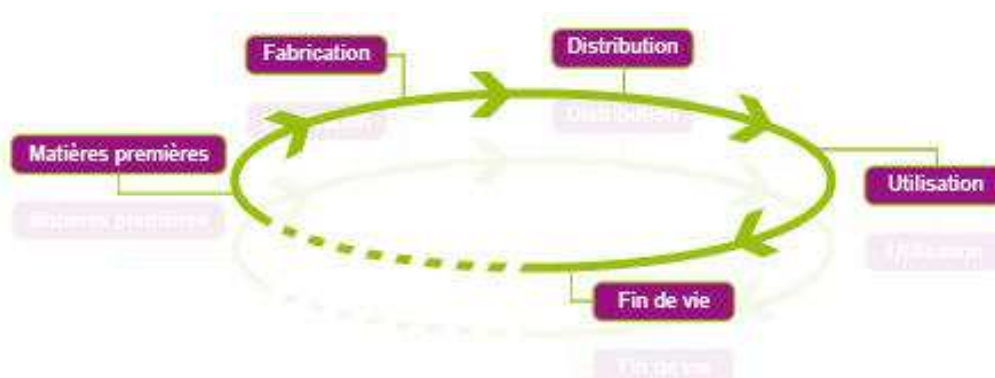 Fabrication
Distribution
Matières premières
Utilisation
Fin de vie